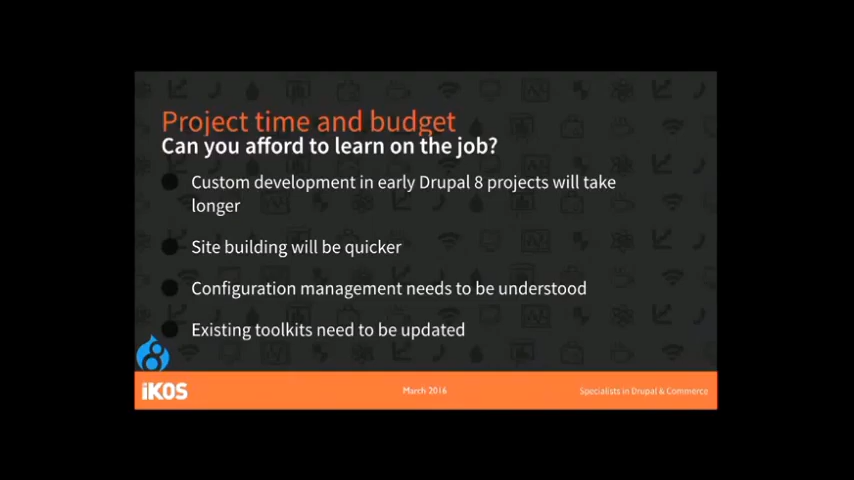 Project time and budget
Can you afford to learn on the job?
Custom development in early Drupal 8 projects will take
longer
Site building will be quicker
Configuration management needs to be understood
Existing toolkits need to be updated
8
iKOS
March 2016
Specialists in Drupal & Commerce